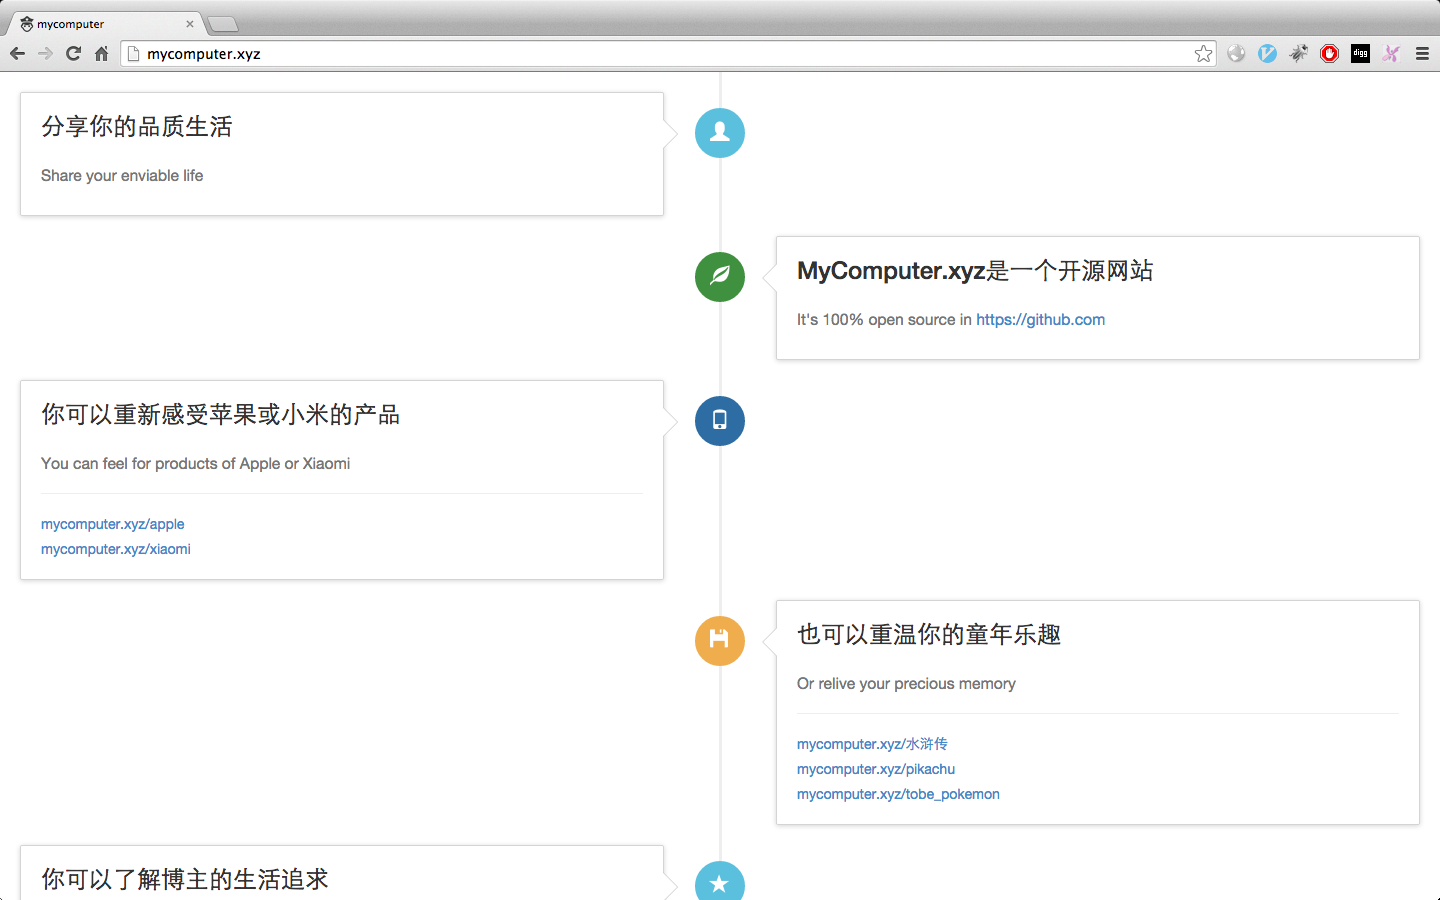 mycomputer
mycomputer.xyz
digg
分享你的品质生活
Share your enviable life
MyComputer.xyz是一个开源网站
It's 100% open source in https://github.com
你可以重新感受苹果或小米的产品
You can feel for products of Apple or Xiaomi
mycomputer.xyz/apple
mycomputer.xyz/xiaomi
也可以重温你的童年乐趣
Or relive your precious memory
mycomputer.xyz/水浒传
mycomputer.xyz/pikachu
mycomputer.xyz/tobe_pokemon
你可以了解博主的生活追求